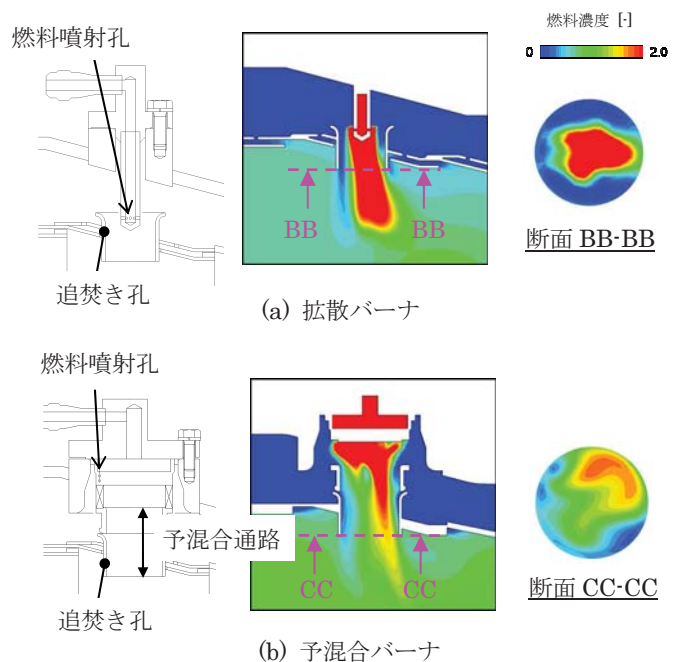 燃料噴射孔
追焚き孔
BB
BB
燃料濃度 [-]
0
2.0
断面 BB-BB
(a) 拡散バーナ
燃料噴射孔
予混合通路
追焚き孔
CC
CC
断面 CC-CC
(b) 予混合バーナ